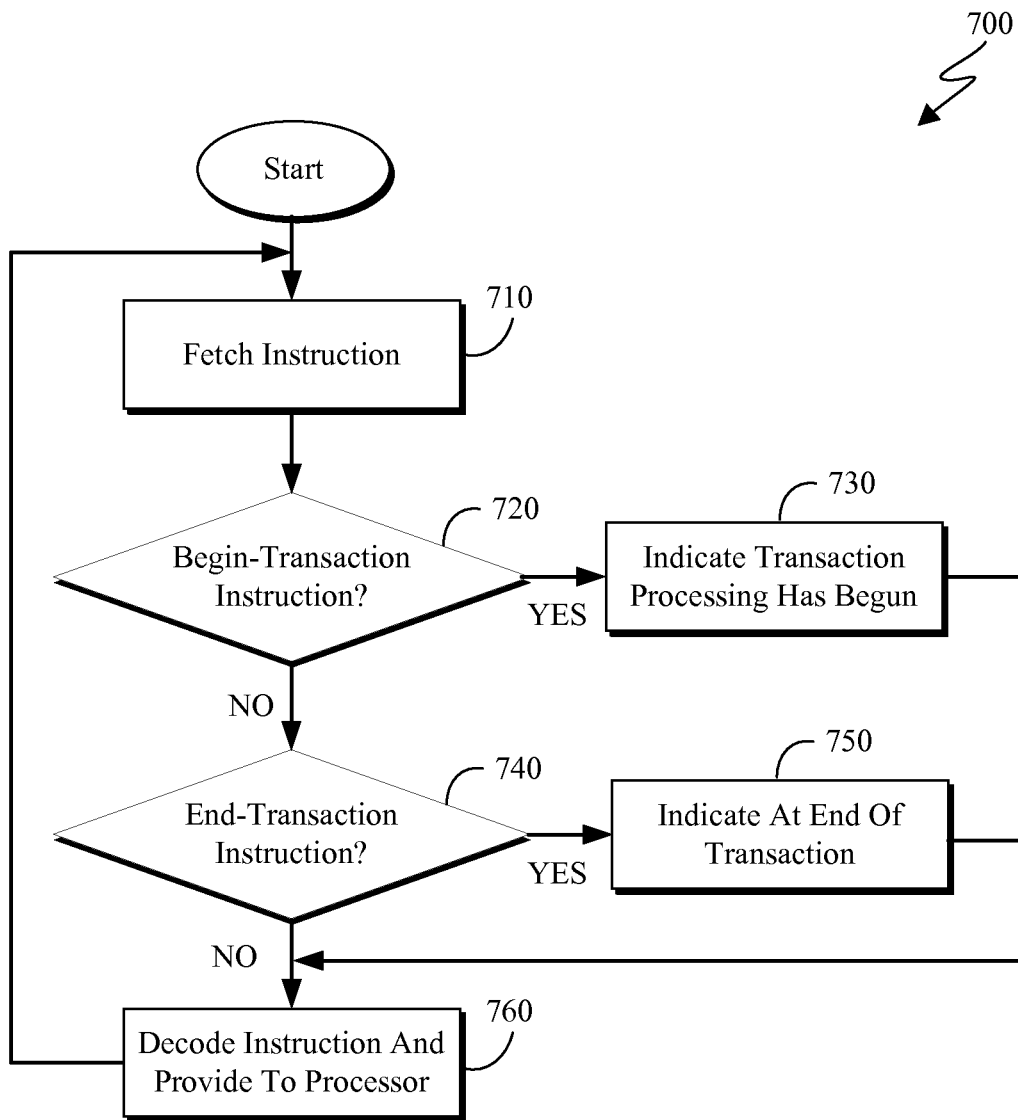 700
Start
710
Fetch Instruction
720
Begin-Transaction
Instruction?
YES
730
Indicate Transaction
Processing Has Begun
NO
740
End-Transaction
Instruction?
YES
750
Indicate At End Of
Transaction
NO
760
Decode Instruction And
Provide To Processor